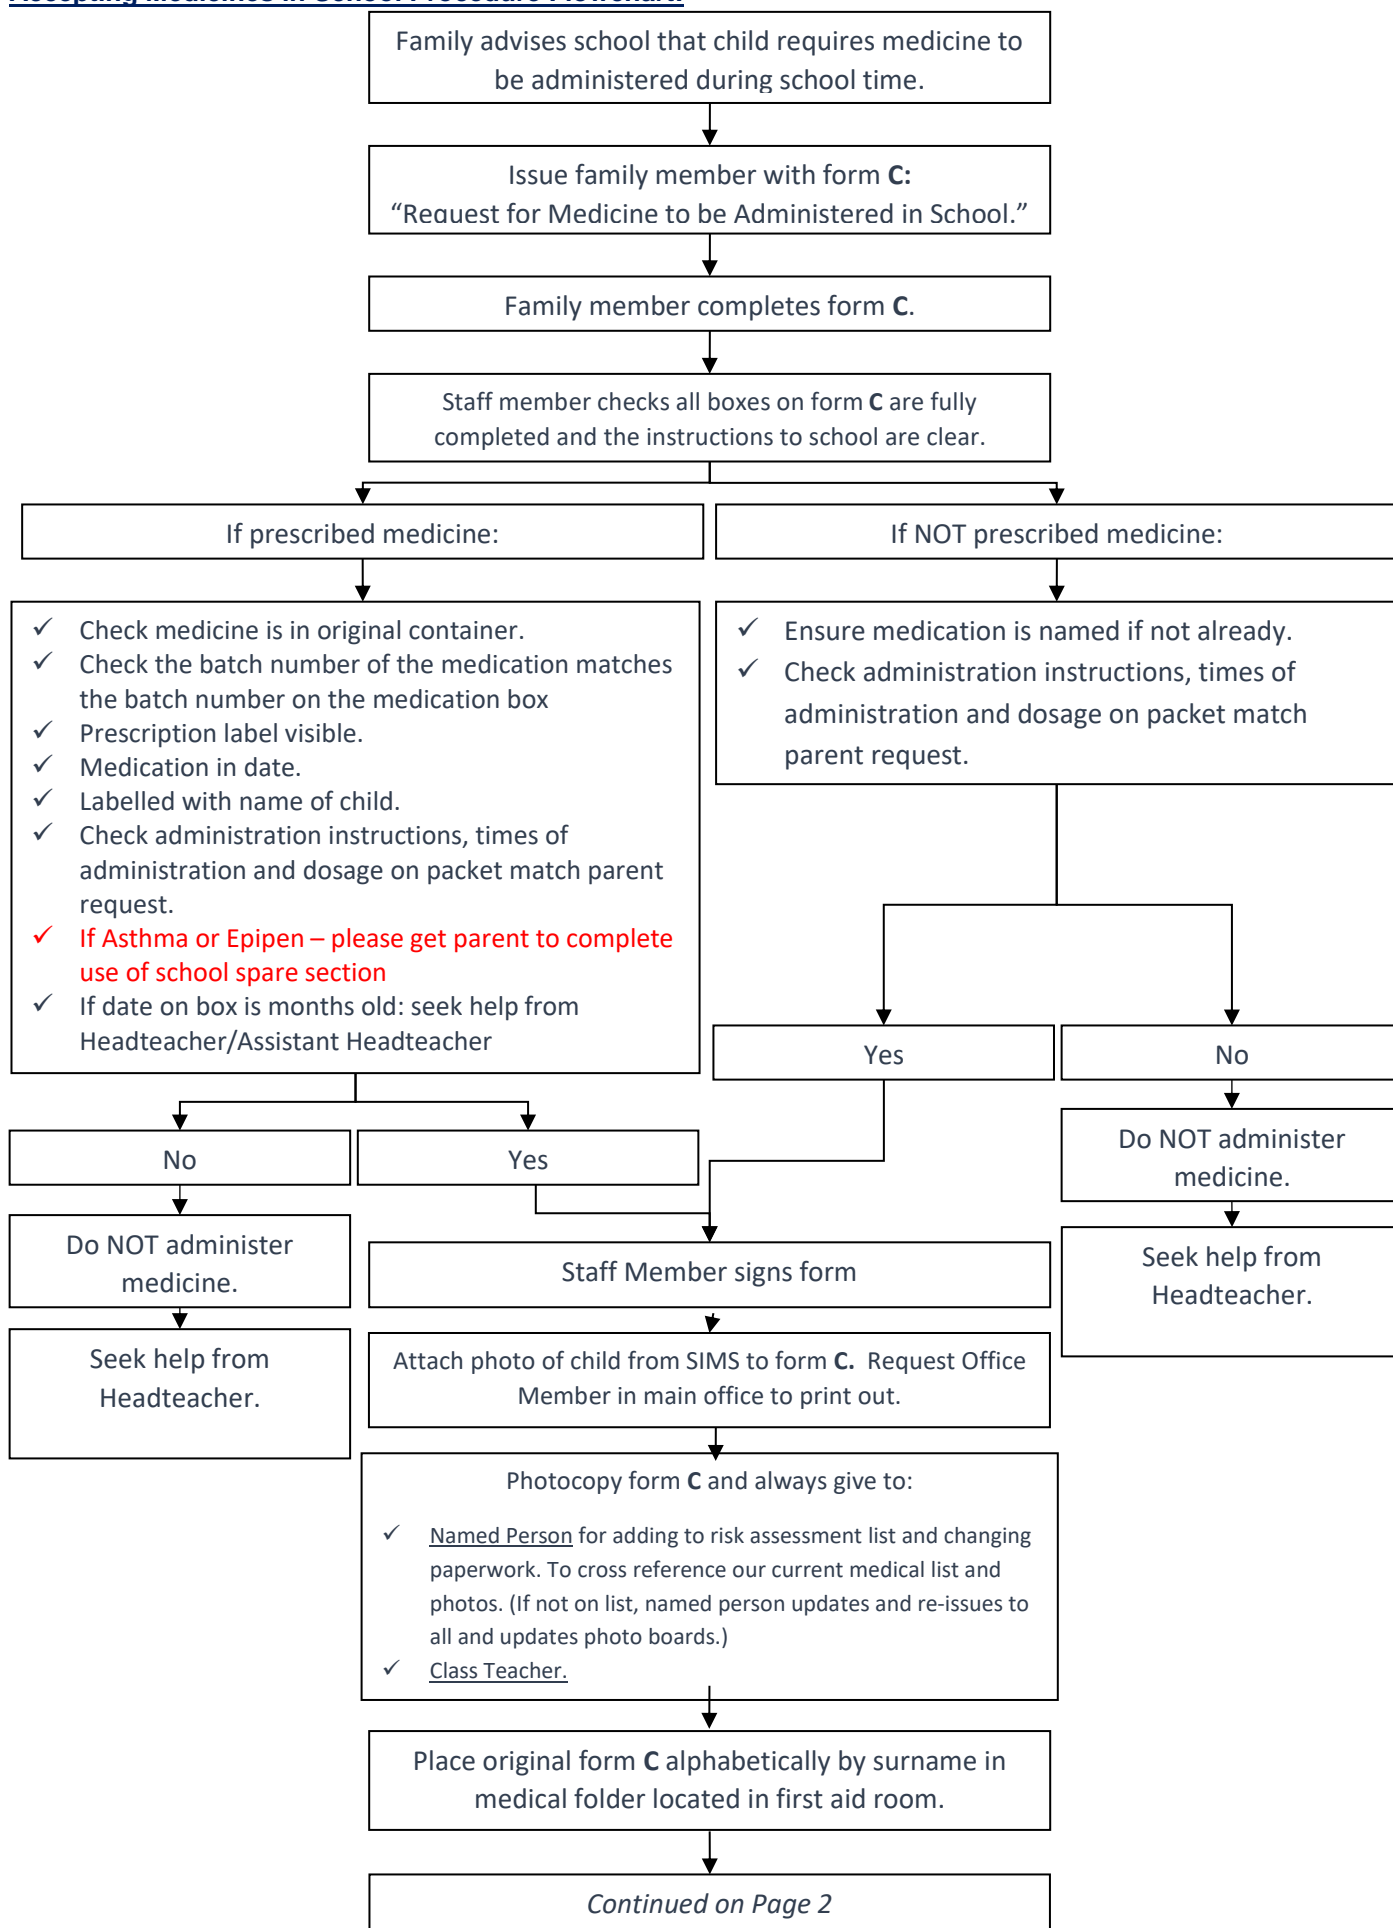 Accepting Medicines in School Procedure Flowchart:
Family advises school that child requires medicine to
be administered during school time.
Issue family member with form C:
“Request for Medicine to be Administered in School.”
Family member completes form C.
Staff member checks all boxes on form C are fully
completed and the instructions to school are clear.
If prescribed medicine:
If NOT prescribed medicine:
✓ Check medicine is in original container.
✓ Check the batch number of the medication matches
the batch number on the medication box
✓ Prescription label visible.
✓ Medication in date.
✓ Labelled with name of child.
✓ Check administration instructions, times of
administration and dosage on packet match parent
request.
✓ If Asthma or Epipen – please get parent to complete
use of school spare section
✓ If date on box is months old: seek help from
Headteacher/Assistant Headteacher
✓ Ensure medication is named if not already.
✓ Check administration instructions, times of
administration and dosage on packet match
parent request.
Yes
No
No
Yes
Do NOT administer
medicine.
Do NOT administer
medicine.
Staff Member signs form
Seek help from
Headteacher.
Seek help from
Headteacher.
Attach photo of child from SIMS to form C. Request Office
Member in main office to print out.
Photocopy form C and always give to:
✓ Named Person for adding to risk assessment list and changing
paperwork. To cross reference our current medical list and
photos. (If not on list, named person updates and re-issues to
all and updates photo boards.)
✓ Class Teacher.
Place original form C alphabetically by surname in
medical folder located in first aid room.
Continued on Page 2